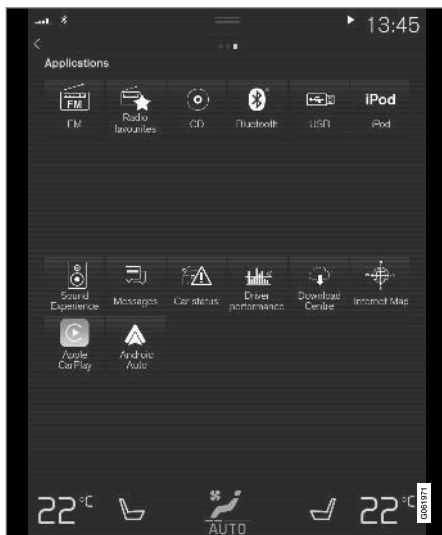 13:45
Applications
FM
FM
Radio
favourites
CD
Bluetooth
USB
iPod
iPod
Sound
Experience
Messages
Car status
Driver
performance
Download
Centre
Internet Map
Apple
CarPlay
Android
Auto
22°C
AUTO
22°C
G061971